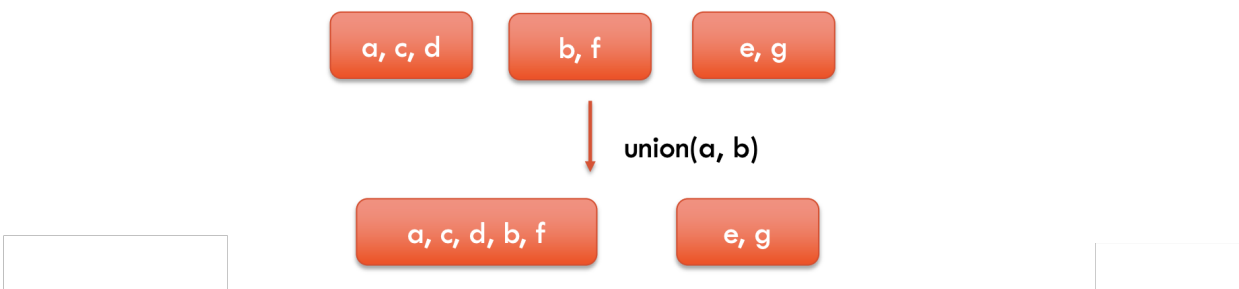 a, c, d
b, f
e, g
union(a, b)
a, c, d, b, f
e, g